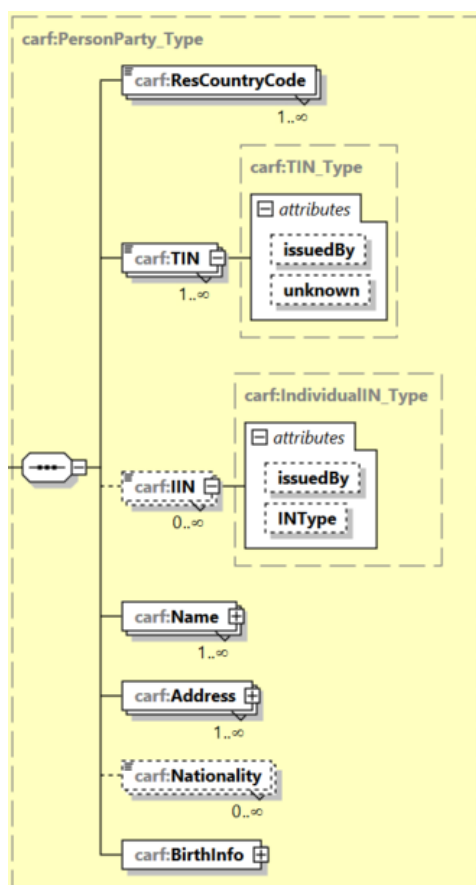 carf:PersonParty_Type
carf:ResCountryCode
1..∞
carf:TIN_Type
attributes
carf:TIN
issuedBy
unknown
1..∞
carf:IndividualIN_Type
attributes
carf:IIN
issuedBy
INType
0..∞
carf:Name
1..∞
carf:Address
1..∞
carf:Nationality
0..∞
carf:BirthInfo